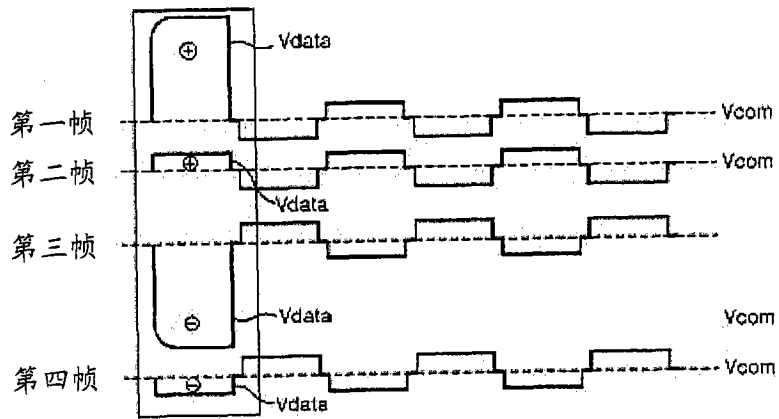 ⊕ Vdata
第一帧 Vcom
第二帧 ⊕ Vcom
Vdata
第三帧 Vcom
⊖ Vdata
Vcom
第四帧 ⊖ Vcom
Vdata